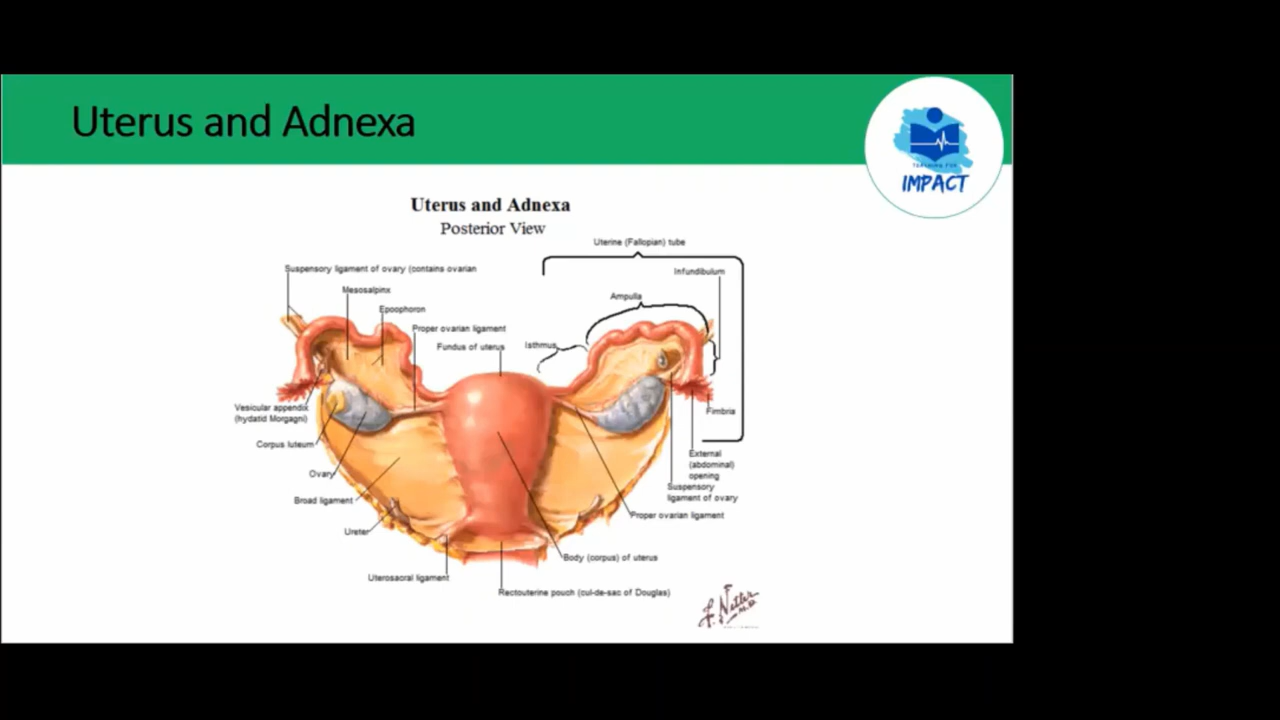 Uterus and Adnexa
TEACHING FOR
IMPACT
Uterus and Adnexa
Posterior View
Uterine (Fallopian) tube
Suspensory ligament of ovary (contains ovarian
Infundibulum
Mesosalpinx
Ampulla
Epoophoron
Proper ovarian ligament
Fundus of uterus
Isthmus
Vesicular appendix
(hydatid Morgagni)
Fimbria
Corpus luteum
External
(abdominal)
opening
Ovary
Suspensory
ligament of ovary
Broad ligament
Proper ovarian ligament
Ureter
Body (corpus) of uterus
Uterosacral ligament
Rectouterine pouch (cul-de-sac of Douglas)
F. Netter
M.D.